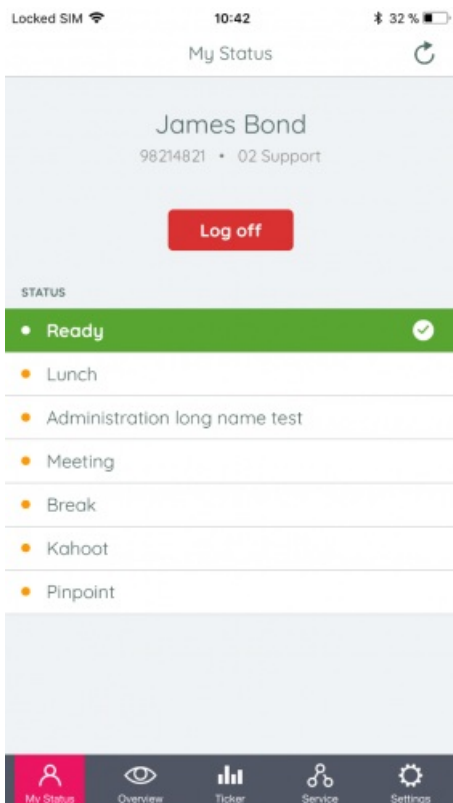 Locked SIM 10:42 32 %
My Status
James Bond
98214821 • 02 Support
Log off
STATUS
Ready
Lunch
Administration long name test
Meeting
Break
Kahoot
Pinpoint
My Status Overview Ticker Service Settings